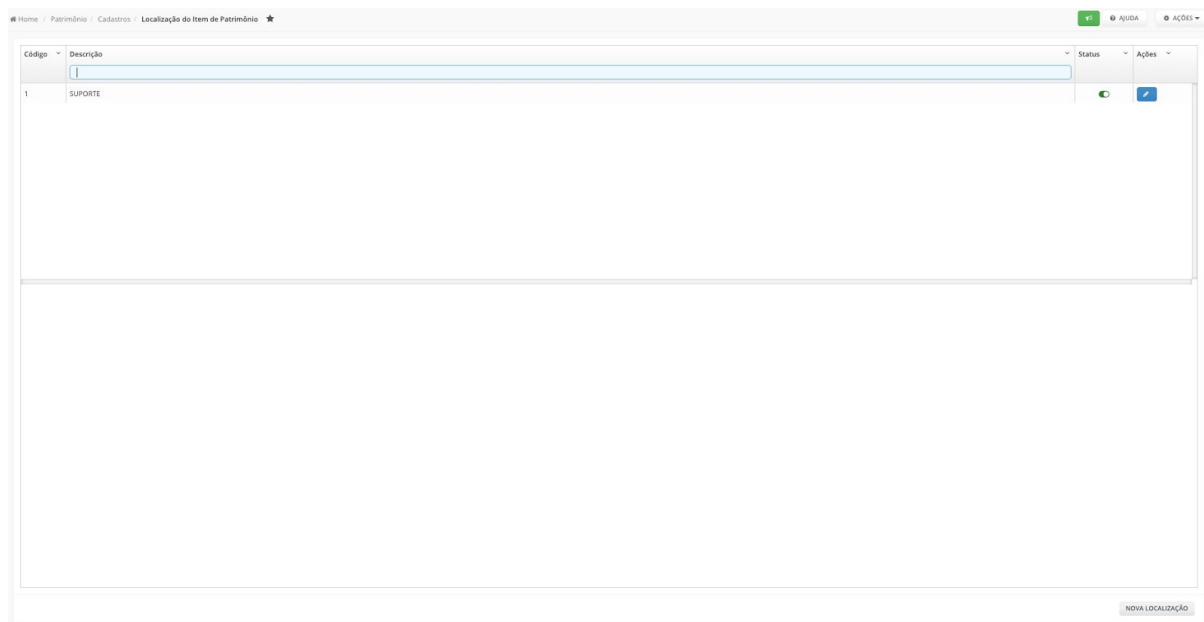 Home / Patrimônio / Cadastros / Localização do Item de Patrimônio
AJUDA
AÇÕES
Código Descrição Status Ações
1 SUPORTE
NOVA LOCALIZAÇÃO